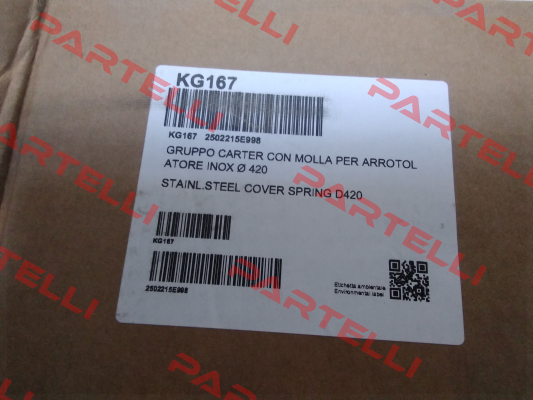 KG167
KG167 2502215E998
GRUPPO CARTER CON MOLLA PER ARROTOL
ATORE INOX Ø 420
STAINL.STEEL COVER SPRING D420
KG167
2502215E998
Etichetta ambientale
Environmental label
PARTELLI
PARTELLI
PARTELLI
PARTELLI
PARTELLI